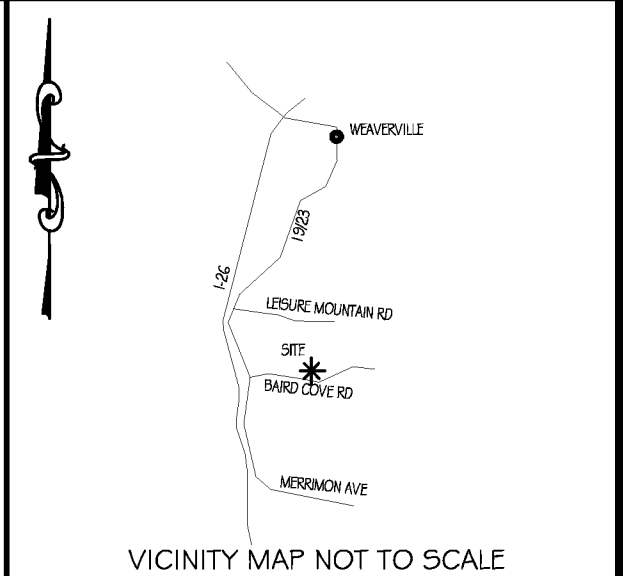 WEAVERVILLE
19/23
I-26
LEISURE MOUNTAIN RD
SITE
BAIRD COVE RD
MERRIMON AVE
VICINITY MAP NOT TO SCALE